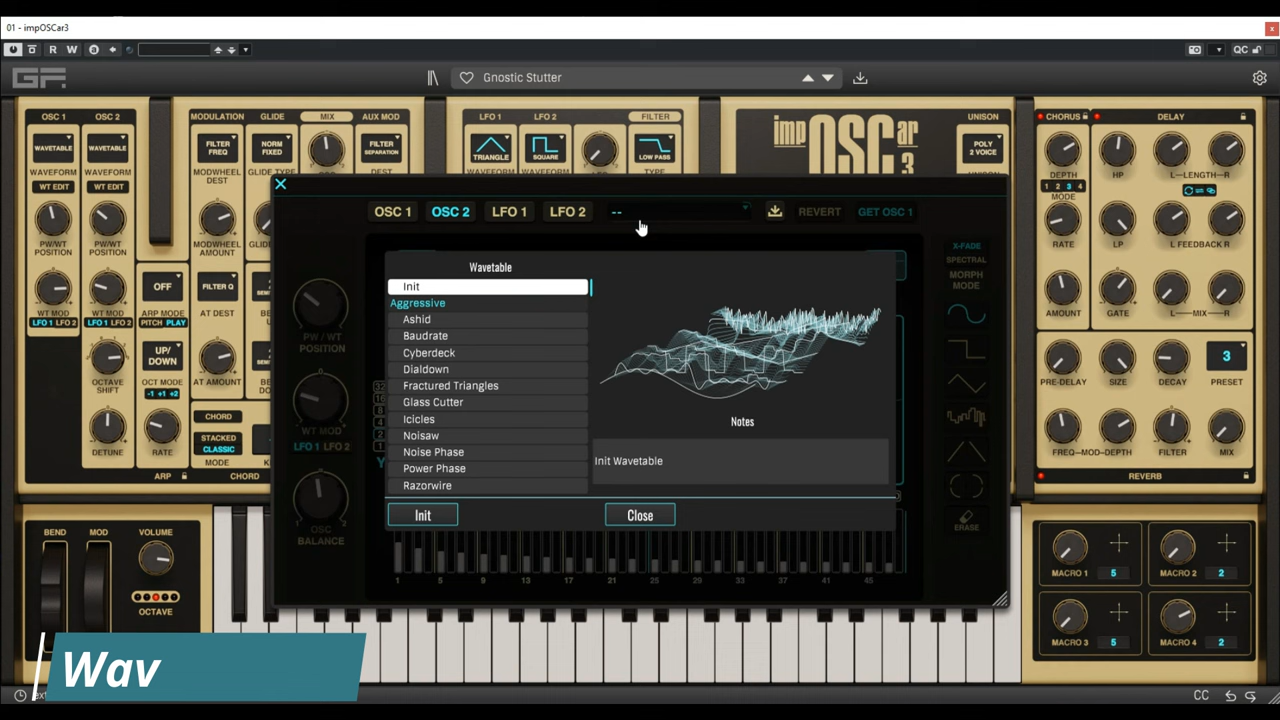 01 - impOSCar3
R W QC
GF. Gnostic Stutter
OSC 1 OSC 2 MODULATION GLIDE MIX AUX MOD LFO 1 LFO 2 FILTER UNISON CHORUS DELAY
impOSCar 3
WAVETABLE WAVETABLE FILTER FREQ NORM FIXED FILTER SEPARATION TRIANGLE SQUARE LOW PASS POLY 2 VOICE
WAVEFORM WAVEFORM MODWHEEL DEST GLIDE TYPE DEST WAVEFORM WAVEFORM TYPE
WT EDIT WT EDIT
DEPTH HP L—LENGTH—R
1 2 3 4
MODE
PW/WT POSITION PW/WT POSITION MODWHEEL AMOUNT
RATE LP L FEEDBACK R
OSC 1 OSC 2 LFO 1 LFO 2 -- REVERT GET OSC 1
X-FADE
SPECTRAL
MORPH MODE
WT MOD WT MOD OFF FILTER Q
LFO 1 LFO 2 LFO 1 LFO 2 ARP MODE AT DEST
PITCH PLAY
AMOUNT GATE L—MIX—R
Wavetable
Init
Aggressive
Ashid
Baudrate
Cyberdeck
Dialdown
Fractured Triangles
Glass Cutter
Icicles
Noisaw
Noise Phase
Power Phase
Razorwire
Notes
Init Wavetable
Init Close
PW / WT POSITION
WT MOD
LFO 1 LFO 2
OSC BALANCE
ERASE
1 5 9 13 17 21 25 29 33 37 41 45
OCTAVE SHIFT UP/DOWN OCT MODE AT AMOUNT
-1 +1 +2
DETUNE RATE CHORD STACKED CLASSIC MODE
ARP CHORD
3
PRE-DELAY SIZE DECAY PRESET
FREQ—MOD—DEPTH FILTER MIX
REVERB
BEND MOD VOLUME
OCTAVE
MACRO 1 5 MACRO 2 2
MACRO 3 5 MACRO 4 2
Wav
CC